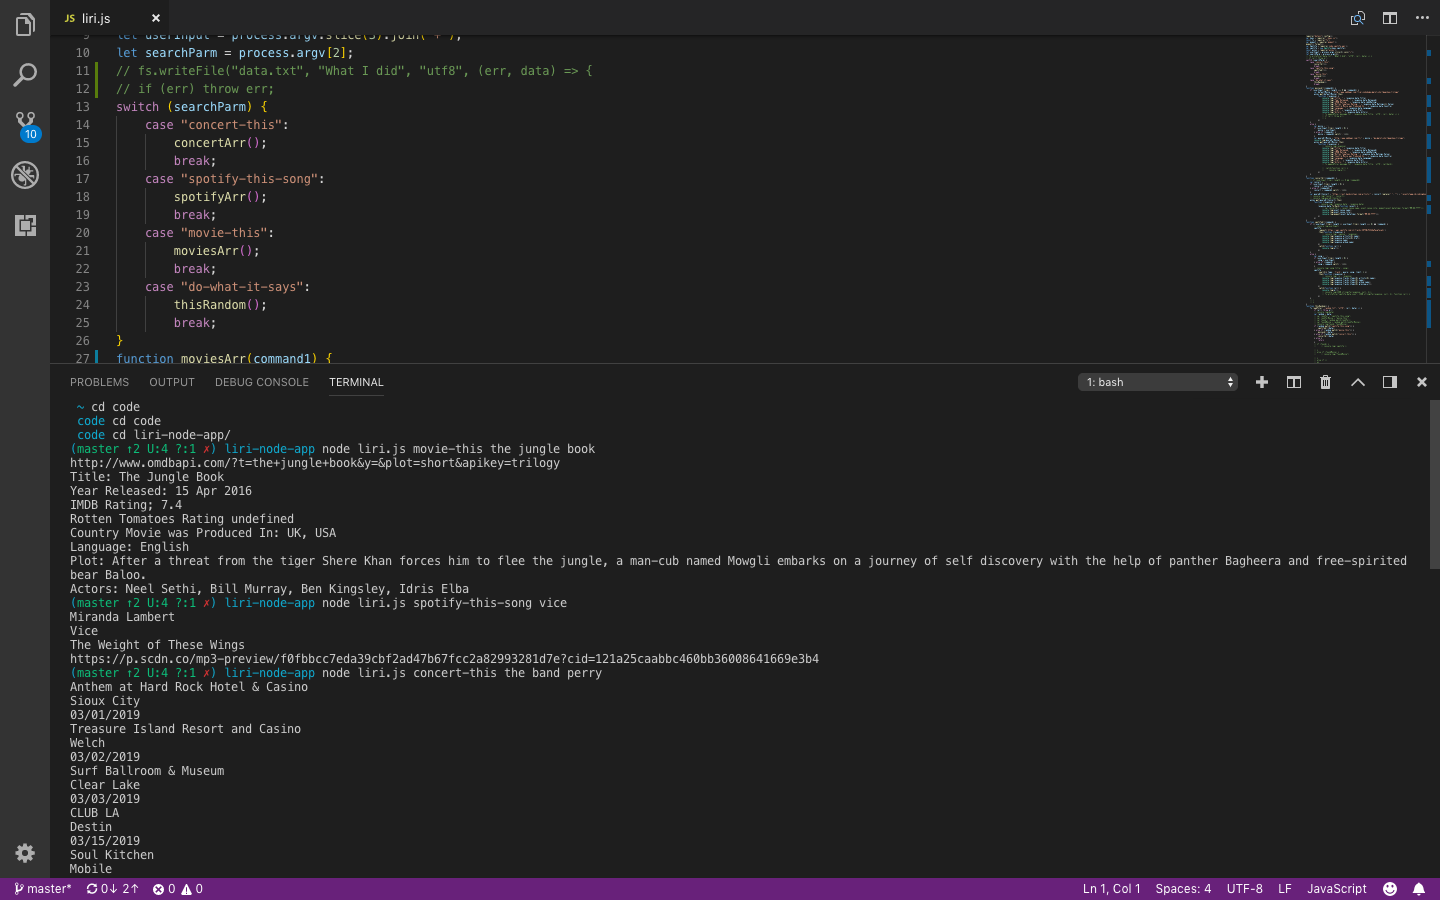 JS liri.js ×
9 let userInput = process.argv.slice(3).join("+");
10 let searchParm = process.argv[2];
11 // fs.writeFile("data.txt", "What I did", "utf8", (err, data) => {
12 // if (err) throw err;
13 switch (searchParm) {
14 case "concert-this":
15 concertArr();
16 break;
17 case "spotify-this-song":
18 spotifyArr();
19 break;
20 case "movie-this":
21 moviesArr();
22 break;
23 case "do-what-it-says":
24 thisRandom();
25 break;
26 }
27 function moviesArr(command1) {
10
PROBLEMS OUTPUT DEBUG CONSOLE TERMINAL 1: bash
~ cd code
code cd code
code cd liri-node-app/
(master ↑2 U:4 ?:1 ✗) liri-node-app node liri.js movie-this the jungle book
http://www.omdbapi.com/?t=the+jungle+book&y=&plot=short&apikey=trilogy
Title: The Jungle Book
Year Released: 15 Apr 2016
IMDB Rating; 7.4
Rotten Tomatoes Rating undefined
Country Movie was Produced In: UK, USA
Language: English
Plot: After a threat from the tiger Shere Khan forces him to flee the jungle, a man-cub named Mowgli embarks on a journey of self discovery with the help of panther Bagheera and free-spirited
bear Baloo.
Actors: Neel Sethi, Bill Murray, Ben Kingsley, Idris Elba
(master ↑2 U:4 ?:1 ✗) liri-node-app node liri.js spotify-this-song vice
Miranda Lambert
Vice
The Weight of These Wings
https://p.scdn.co/mp3-preview/f0fbbcc7eda39cbf2ad47b67fcc2a82993281d7e?cid=121a25caabbc460bb36008641669e3b4
(master ↑2 U:4 ?:1 ✗) liri-node-app node liri.js concert-this the band perry
Anthem at Hard Rock Hotel & Casino
Sioux City
03/01/2019
Treasure Island Resort and Casino
Welch
03/02/2019
Surf Ballroom & Museum
Clear Lake
03/03/2019
CLUB LA
Destin
03/15/2019
Soul Kitchen
Mobile
master* 0↓ 2↑ 0 0 Ln 1, Col 1 Spaces: 4 UTF-8 LF JavaScript